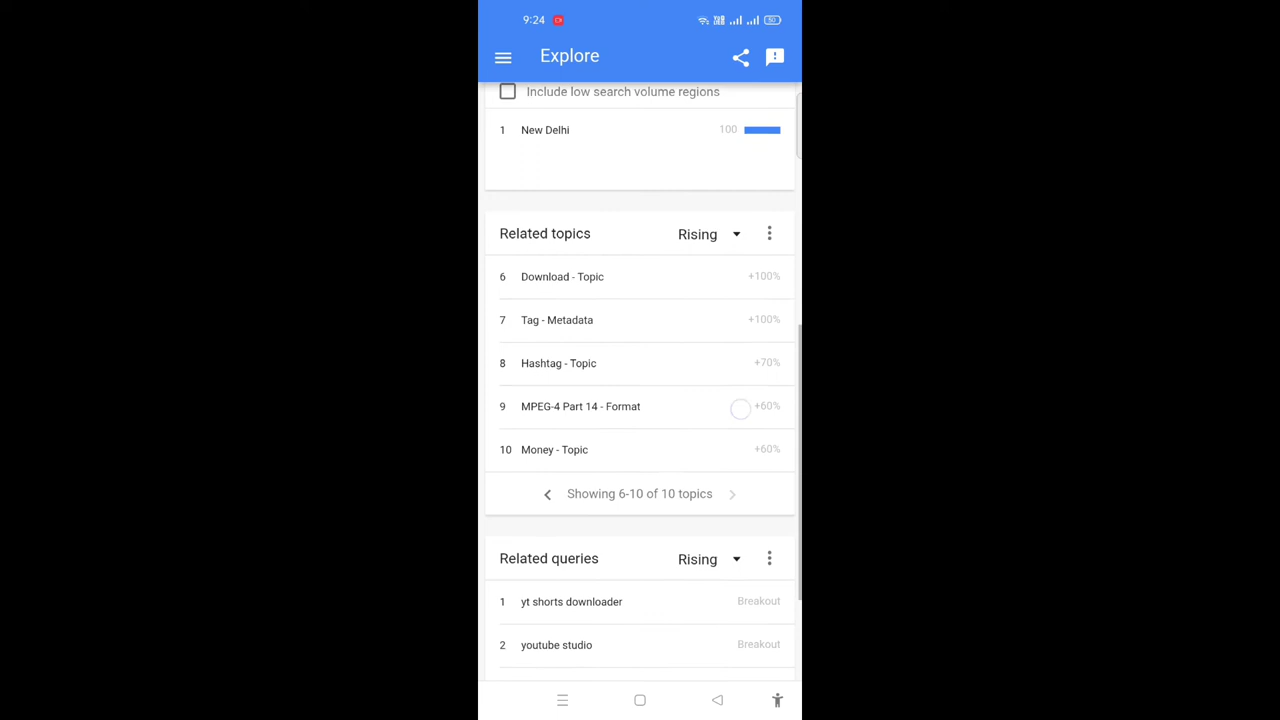 9:24
50
Explore
Include low search volume regions
1 New Delhi 100
Related topics Rising
6 Download - Topic +100%
7 Tag - Metadata +100%
8 Hashtag - Topic +70%
9 MPEG-4 Part 14 - Format +60%
10 Money - Topic +60%
Showing 6-10 of 10 topics
Related queries Rising
1 yt shorts downloader Breakout
2 youtube studio Breakout